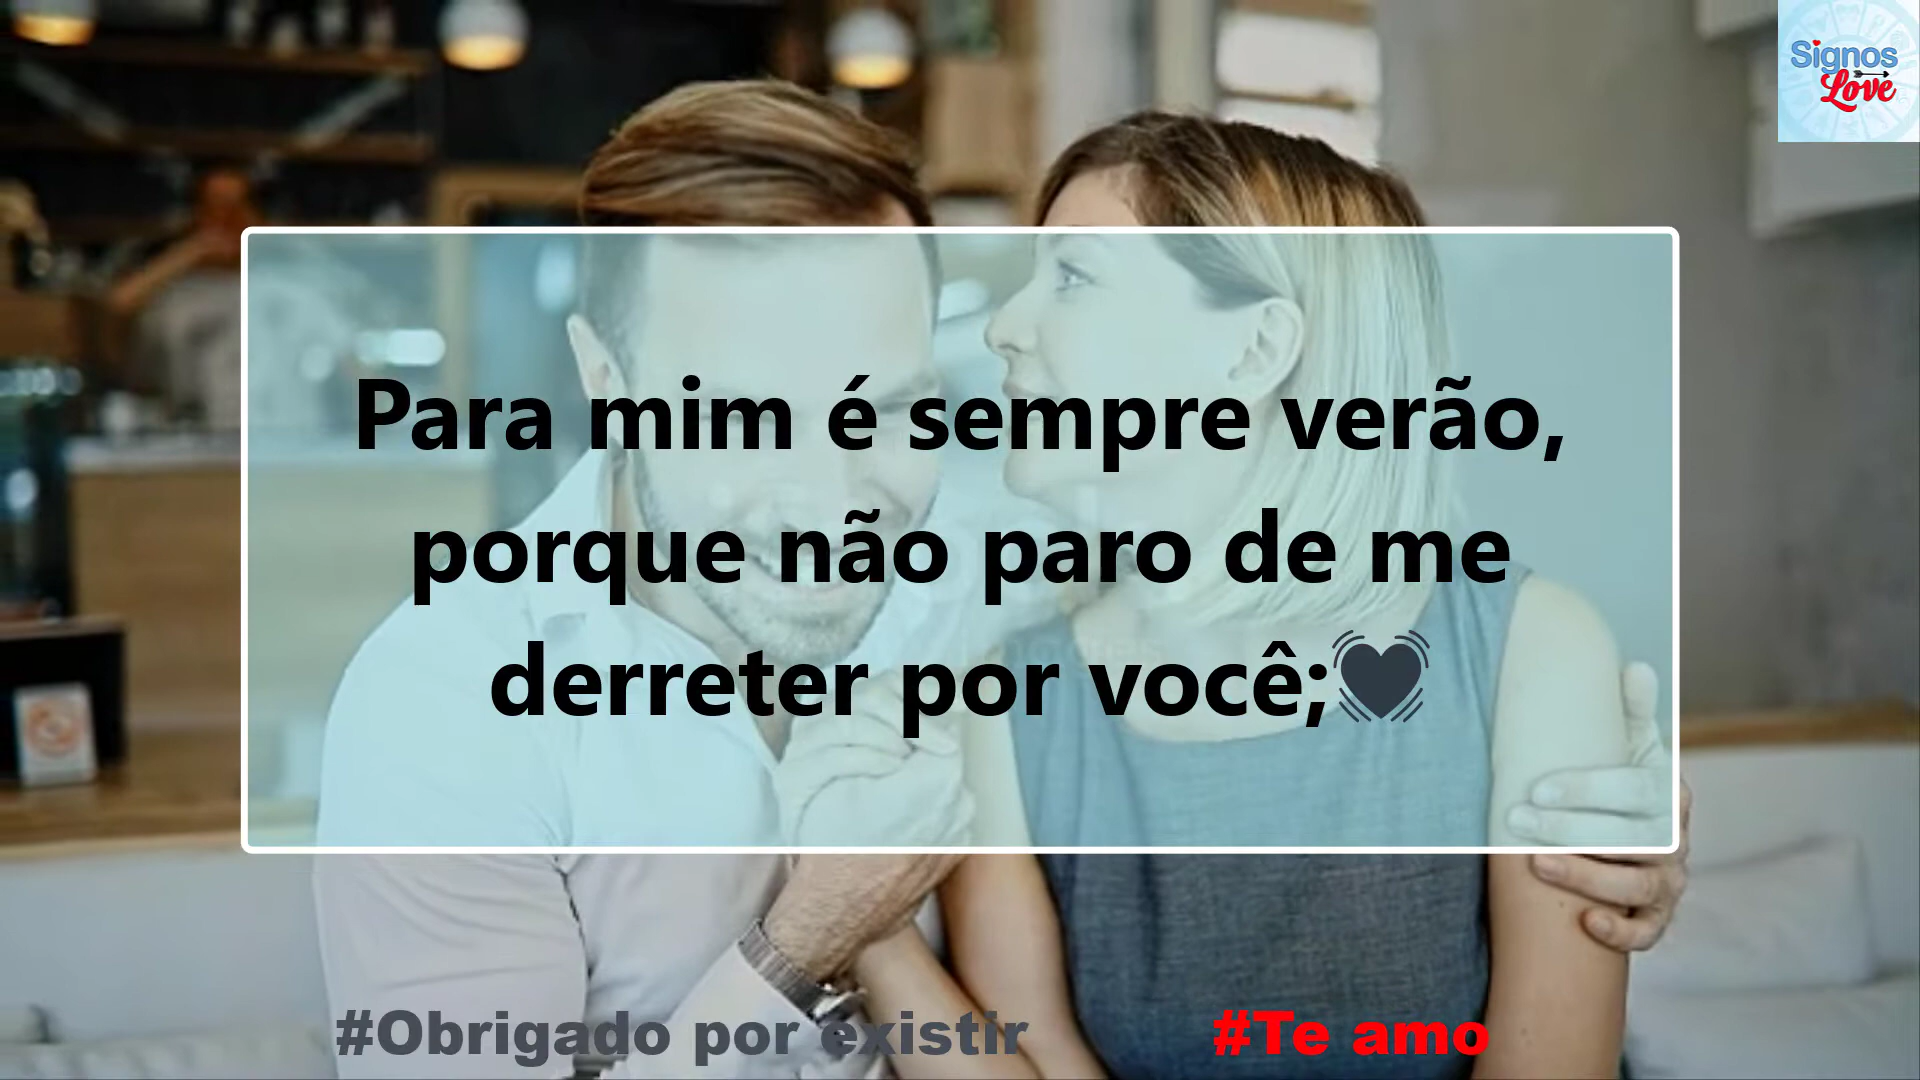 Signos
Love
Para mim é sempre verão,
porque não paro de me
derreter por você;💓
#Obrigado por existir
#Te amo